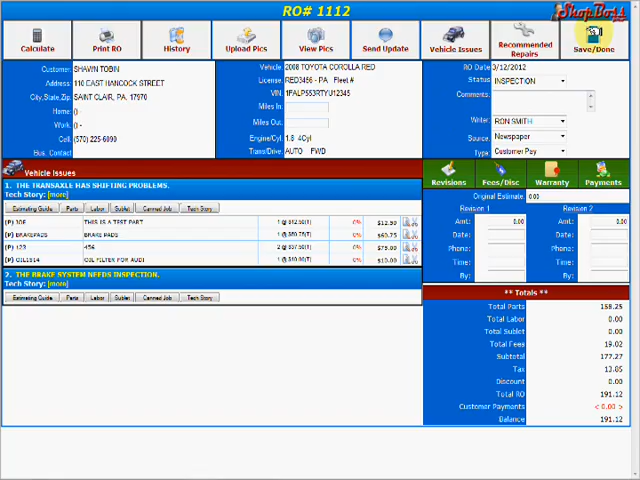 RO# 1112
ShopBoss
Calculate
Print RO
History
Upload Pics
View Pics
Send Update
Vehicle Issues
Recommended Repairs
Save/Done
Customer: SHAWN TOBIN
Address: 110 EAST HANCOCK STREET
City,State,Zip: SAINT CLAIR, PA. 17970
Home: () -
Work: () -
Cell: (570) 225-6090
Bus. Contact
Vehicle: 2008 TOYOTA COROLLA RED
License: RED3456 - PA Fleet #
VIN: 1FALP553RTYU12345
Miles In:
Miles Out:
Engine/Cyl 1.8 4Cyl
Trans/Drive: AUTO FWD
RO Date: 3/12/2012
Status INSPECTION
Comments:
Writer: RON SMITH
Source: Newspaper
Type: Customer Pay
Vehicle Issues
1. THE TRANSAXLE HAS SHIFTING PROBLEMS.
Tech Story: [more]
Estimating Guide Parts Labor Sublet Canned Job Tech Story
THIS IS A TEST PART 0% $12.50
(P) BRAKEPADS BRAKE PADS 0% $60.75
(P) 123 456 0% $75.00
(P) OIL1514 OIL FILTER FOR AUDI 0% $10.00
2. THE BRAKE SYSTEM NEEDS INSPECTION.
Tech Story: [more]
Estimating Guide Parts Labor Sublet Canned Job Tech Story
Revisions
Fees/Disc
Warranty
Payments
Original Estimate 0.00
Revision 1 Revision 2
Amt: 0.00 Amt: 0.00
Date: Date:
Phone: Phone:
Time: Time:
By: By:
** Totals **
Total Parts 158.25
Total Labor 0.00
Total Sublet 0.00
Total Fees 19.02
Subtotal 177.27
Tax 13.85
Discount 0.00
Total RO 191.12
Customer Payments < 0.00 >
Balance 191.12